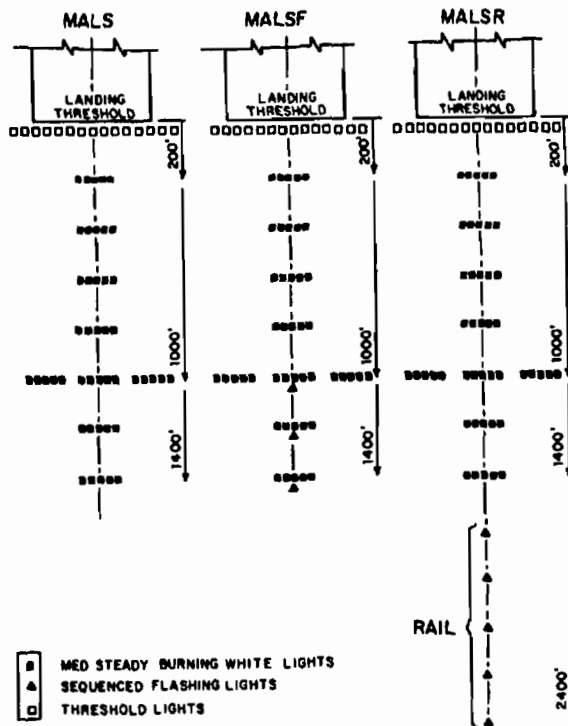 MALS
MALSF
MALSR
LANDING
THRESHOLD
LANDING
THRESHOLD
LANDING
THRESHOLD
200'
200'
200'
1000'
1000'
1000'
1400'
1400'
1400'
RAIL
2400'
MED STEADY BURNING WHITE LIGHTS
SEQUENCED FLASHING LIGHTS
THRESHOLD LIGHTS